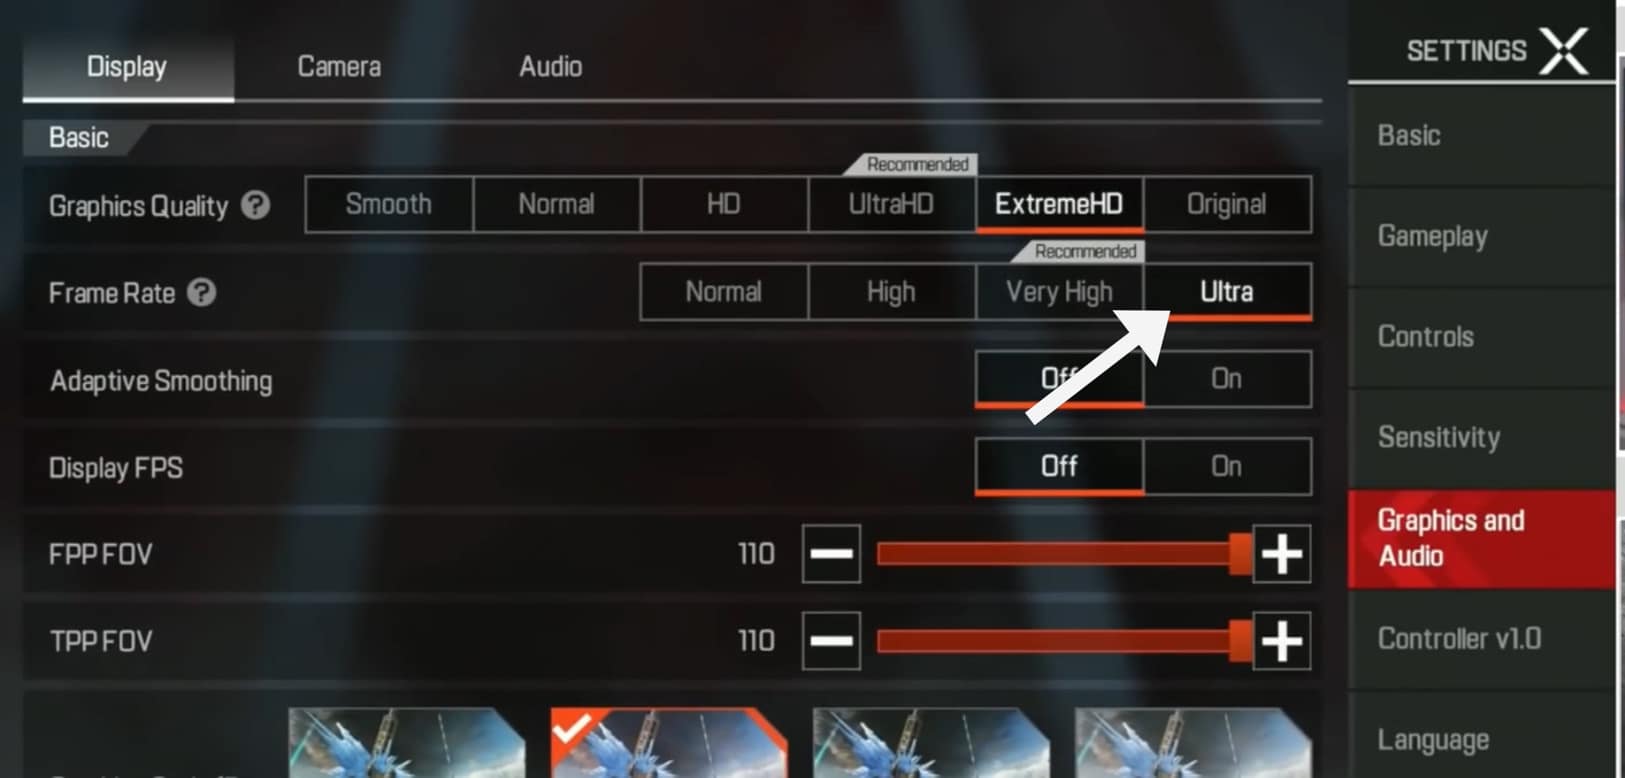 Display Camera Audio
SETTINGS
Basic
Recommended
Graphics Quality ? Smooth Normal HD UltraHD ExtremeHD Original
Recommended
Frame Rate ? Normal High Very High Ultra
Adaptive Smoothing Off On
Display FPS Off On
FPP FOV 110
TPP FOV 110
Basic
Gameplay
Controls
Sensitivity
Graphics and
Audio
Controller v1.0
Language